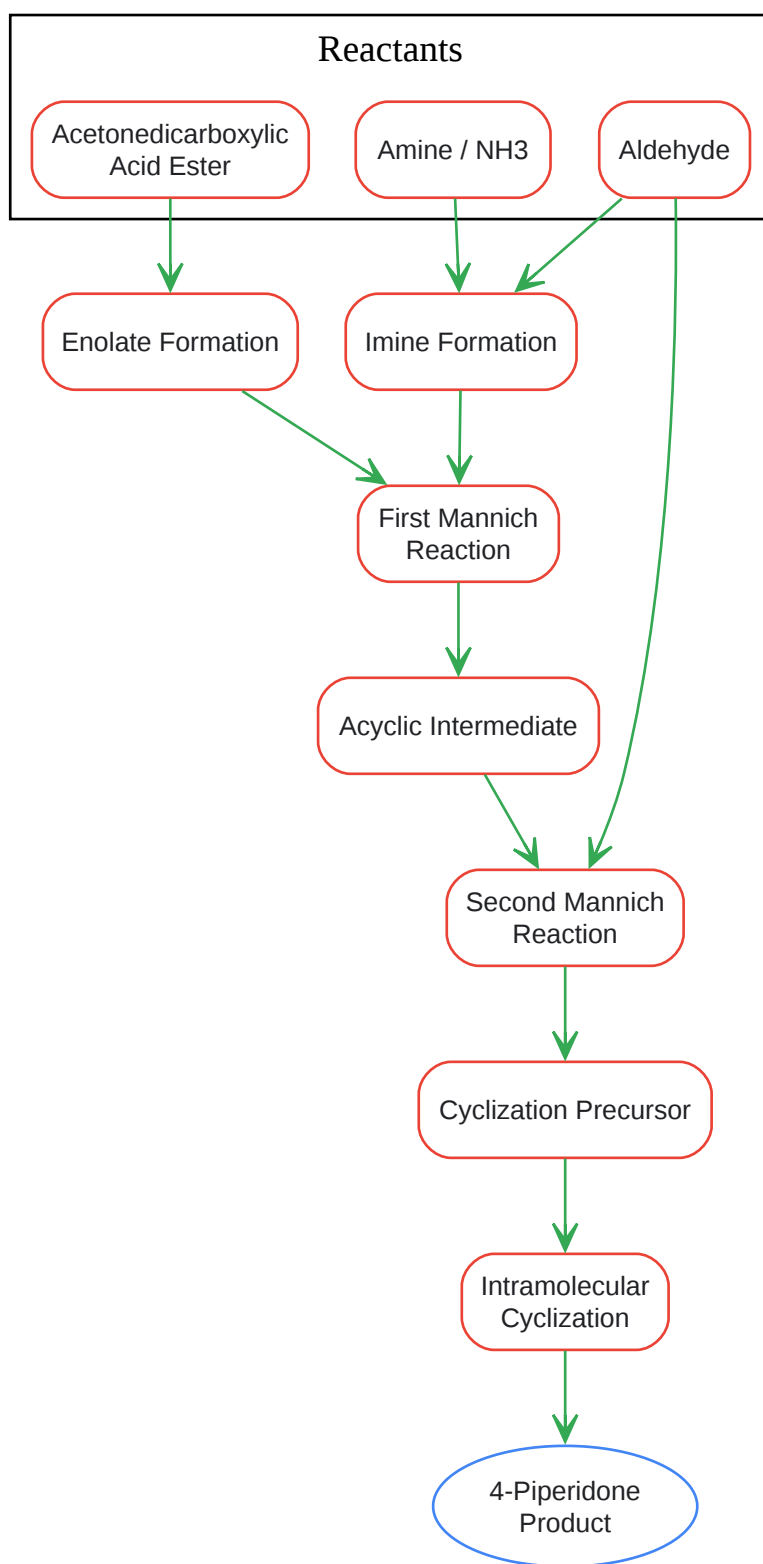 Reactants
Acetonedicarboxylic
Acid Ester
Amine / NH3
Aldehyde
Enolate Formation
Imine Formation
First Mannich
Reaction
Acyclic Intermediate
Second Mannich
Reaction
Cyclization Precursor
Intramolecular
Cyclization
4-Piperidone
Product